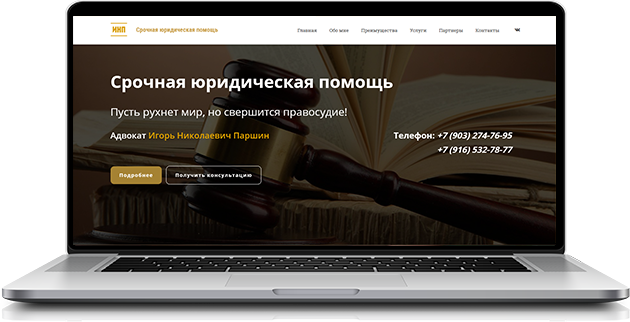 ИНП Срочная юридическая помощь Главная Обо мне Преимущества Услуги Партнеры Контакты
Срочная юридическая помощь
Пусть рухнет мир, но свершится правосудие!
Адвокат Игорь Николаевич Паршин
Телефон: +7 (903) 274-76-95
+7 (916) 532-78-77
Подробнее Получить консультацию